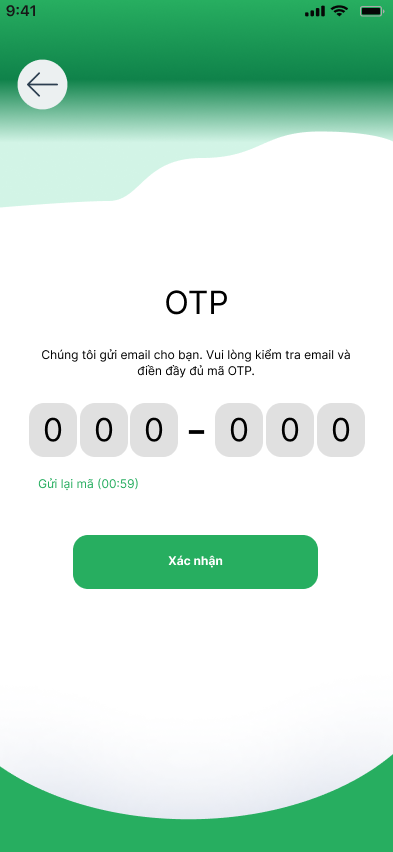 9:41
OTP
Chúng tôi gửi email cho bạn. Vui lòng kiểm tra email và
điền đầy đủ mã OTP.
0 0 0 - 0 0 0
Gửi lại mã (00:59)
Xác nhận